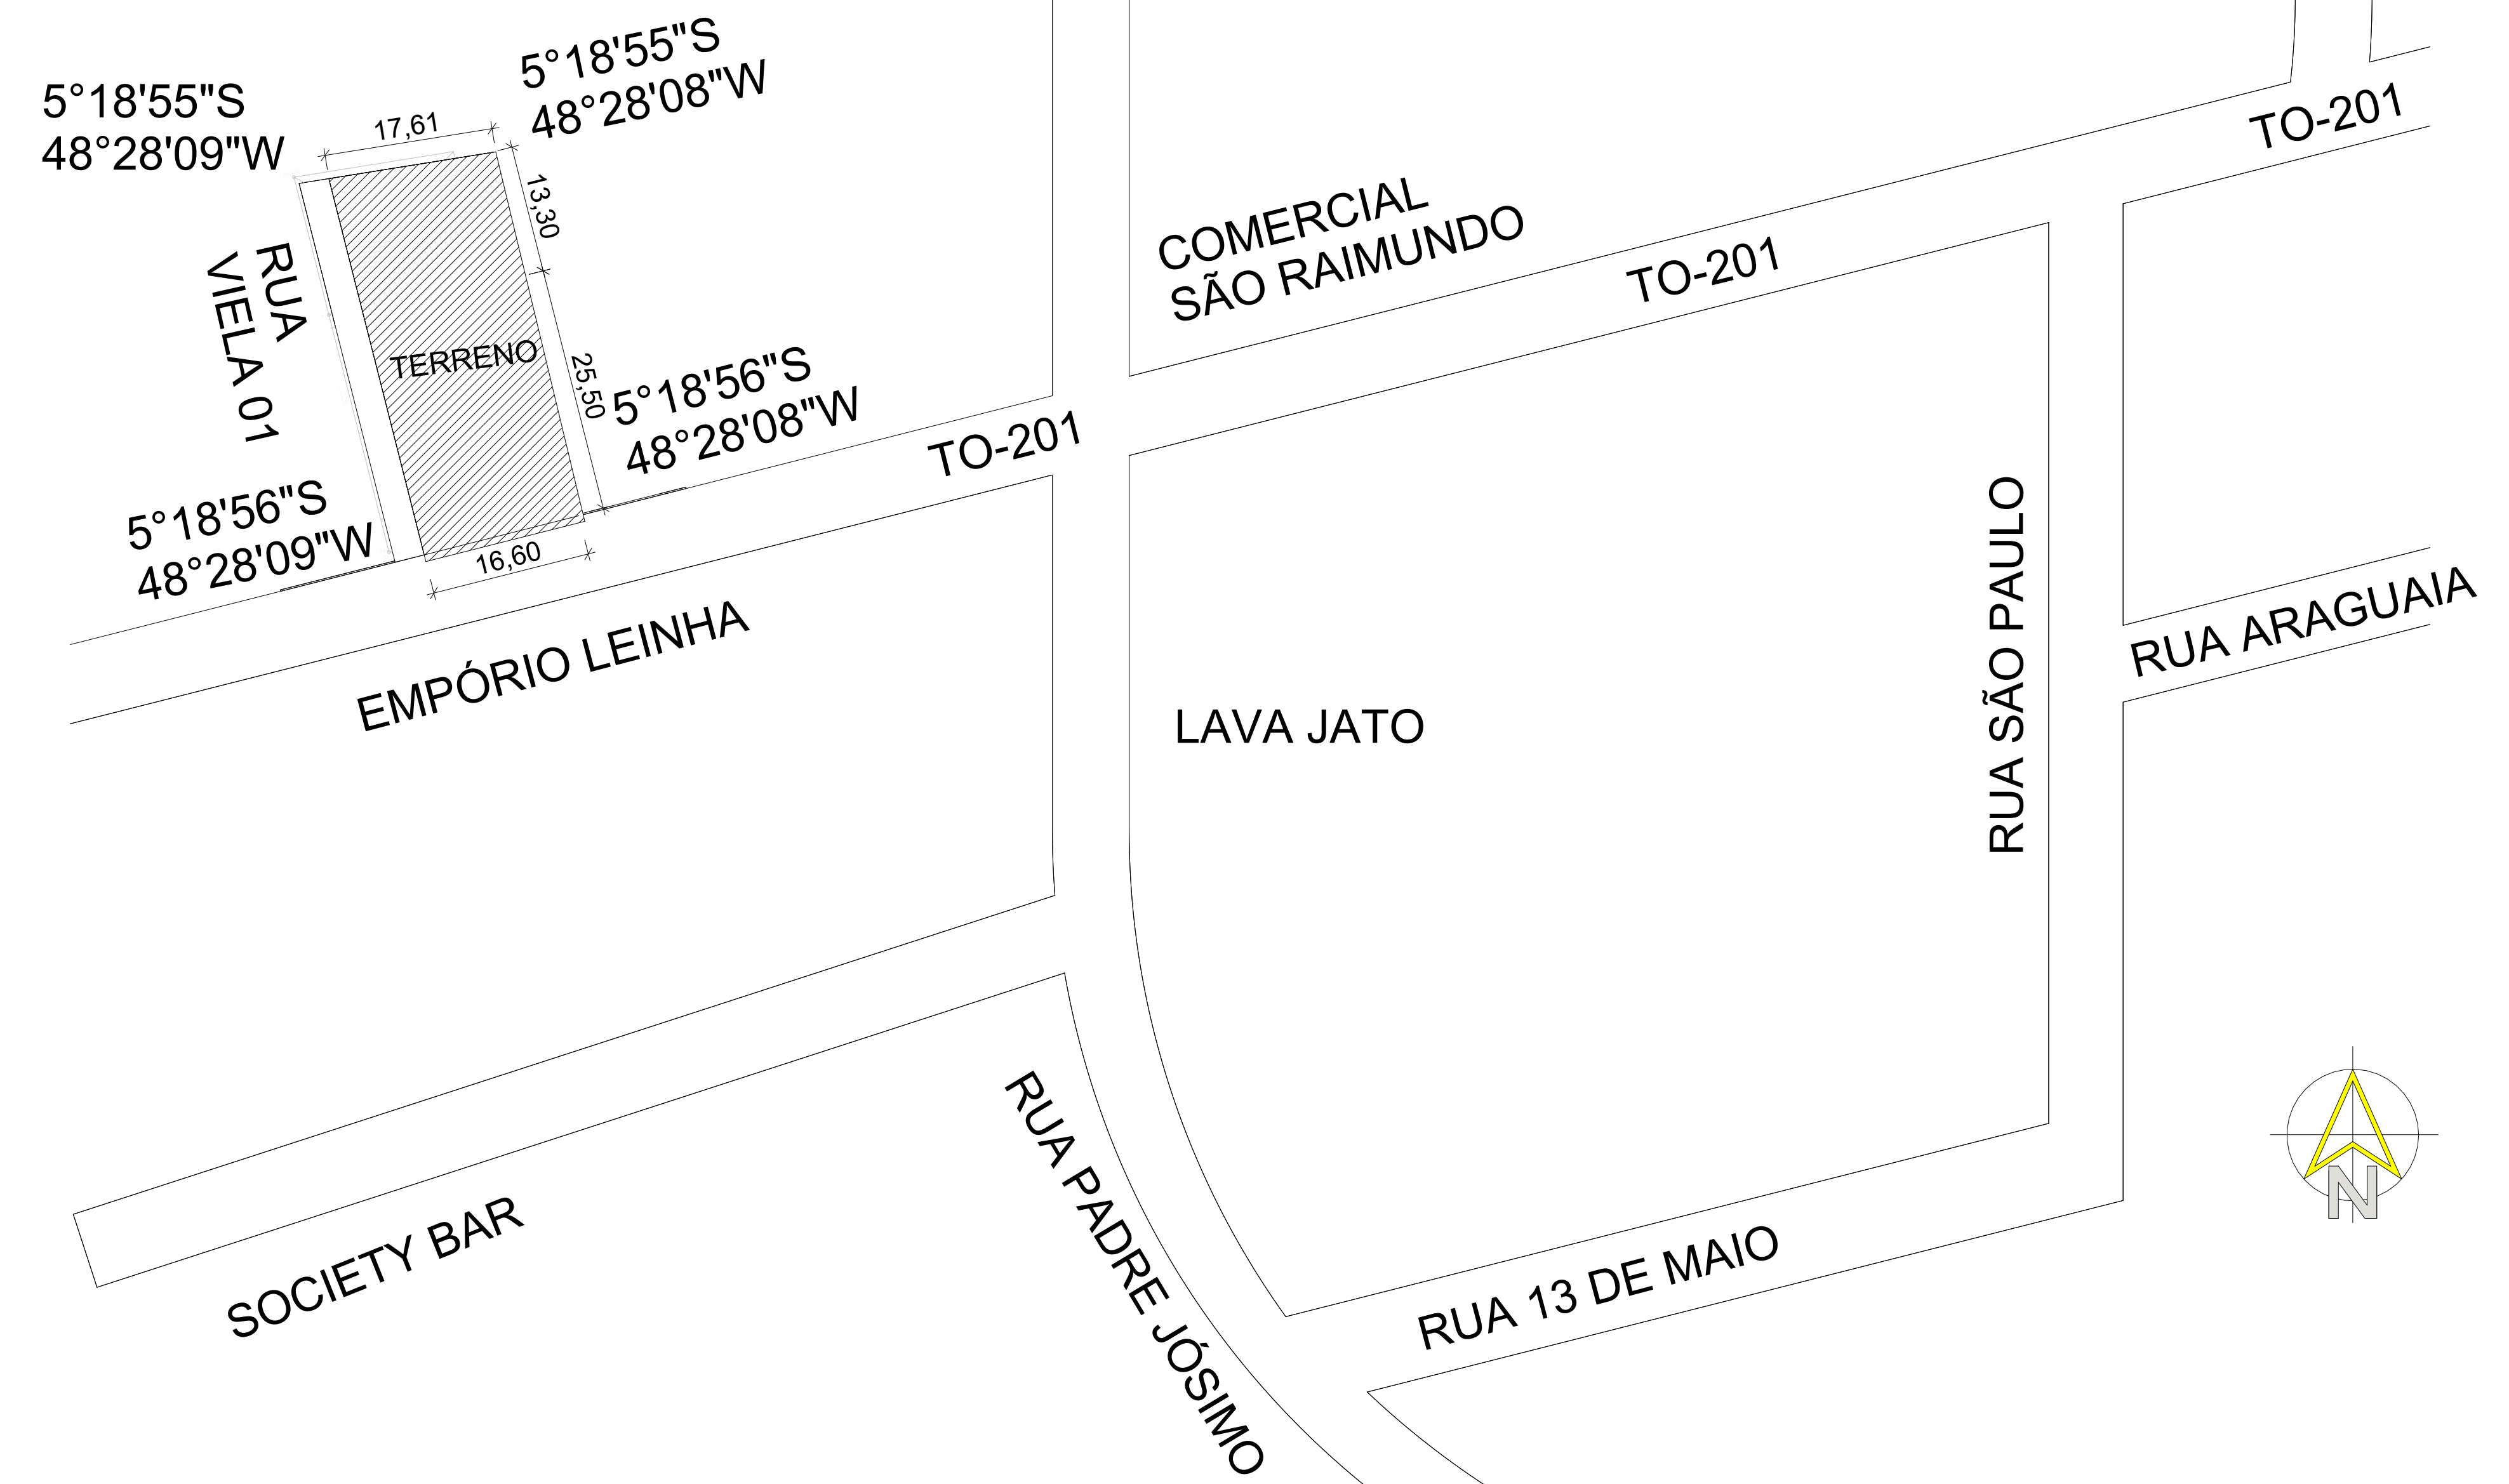 5°18'55"S
48°28'09"W
5°18'55"S
48°28'08"W
17,61
13,30
25,50
16,60
TERRENO
RUA
VIELA 01
5°18'56"S
48°28'08"W
5°18'56"S
48°28'09"W
TO-201
TO-201
TO-201
COMERCIAL
SÃO RAIMUNDO
EMPÓRIO LEINHA
LAVA JATO
RUA SÃO PAULO
RUA ARAGUAIA
SOCIETY BAR
RUA PADRE JÓSIMO
RUA 13 DE MAIO
N